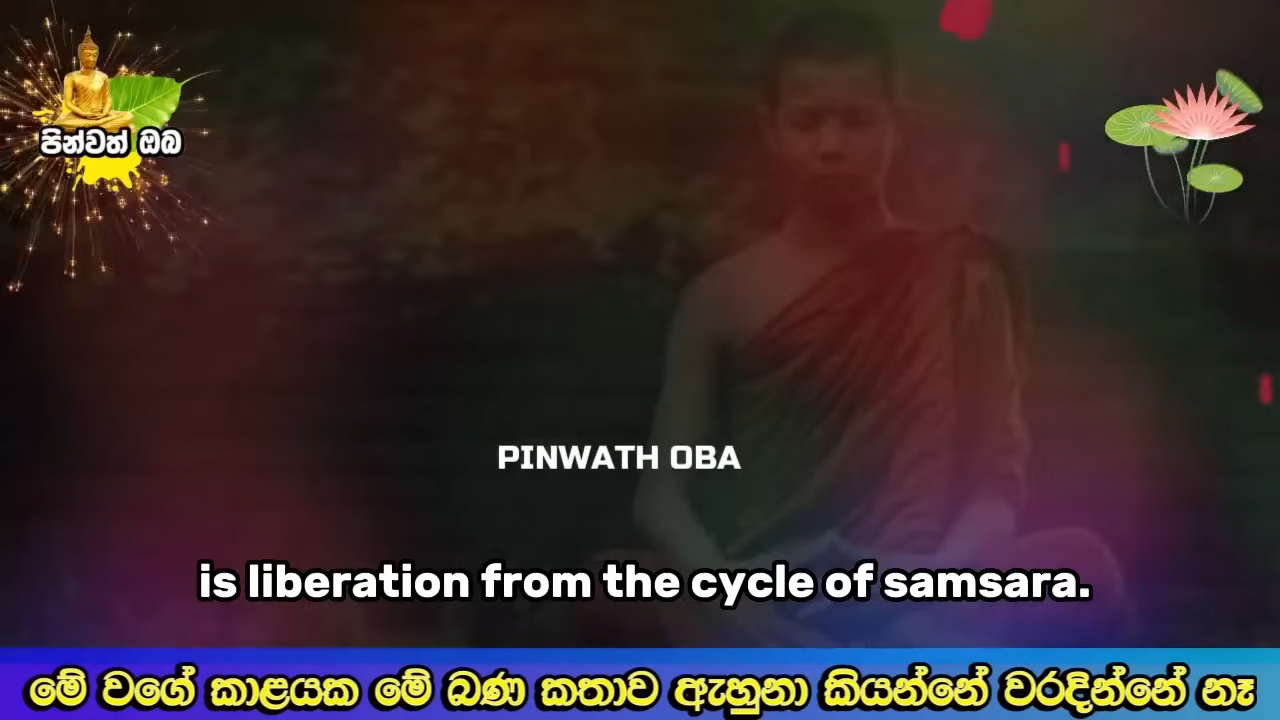 පින්වත් ඔබ
PINWATH OBA
is liberation from the cycle of samsara.
මේ වගේ කාළයක මේ බණ කතාව ඇහුනා කියන්නේ වරදින්නේ නෑ